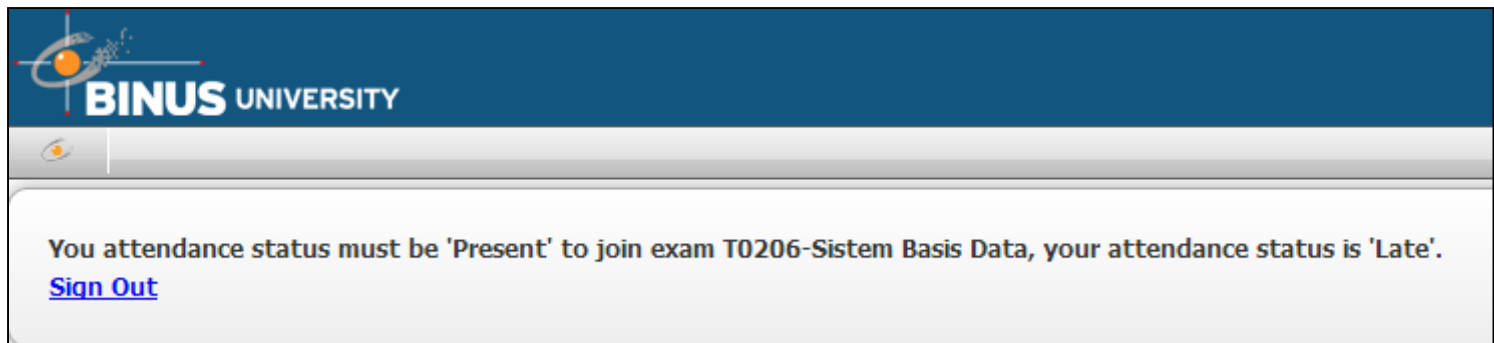 BINUS UNIVERSITY
You attendance status must be 'Present' to join exam T0206-Sistem Basis Data, your attendance status is 'Late'.
Sign Out